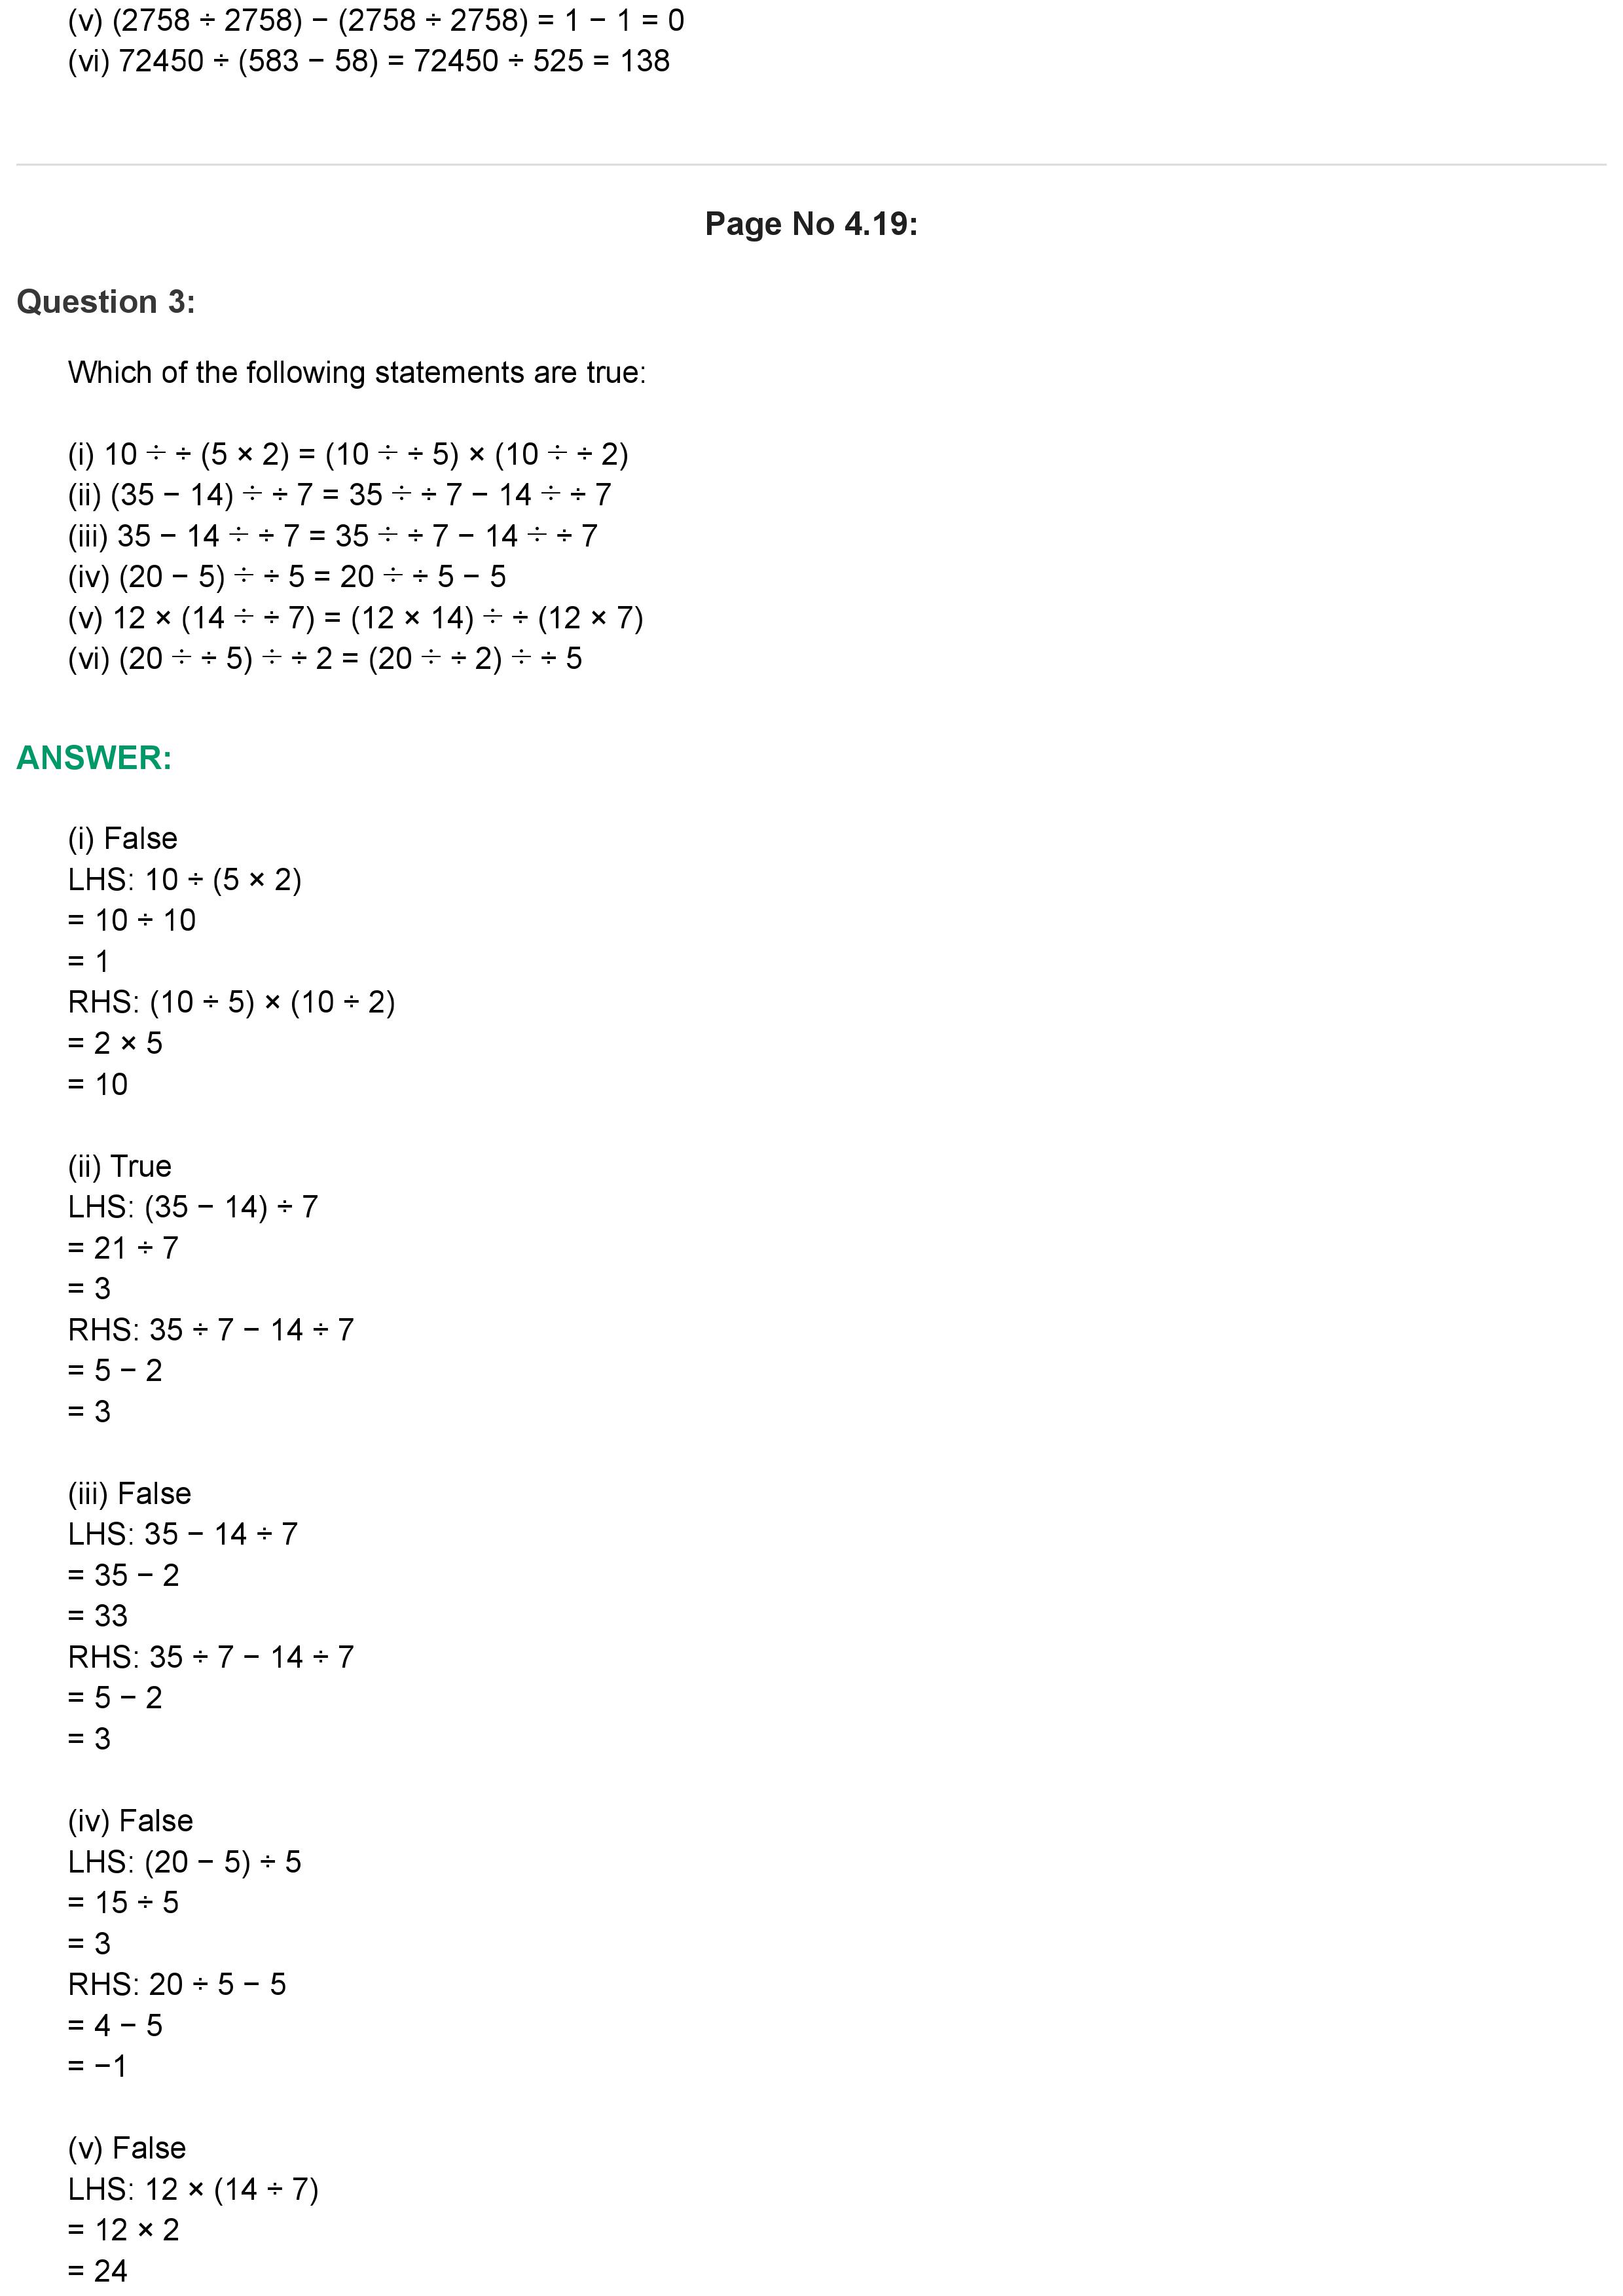 (v) (2758 ÷ 2758) − (2758 ÷ 2758) = 1 − 1 = 0
(vi) 72450 ÷ (583 − 58) = 72450 ÷ 525 = 138
Page No 4.19:
Question 3:
Which of the following statements are true:
(i) 10 ÷ ÷ (5 × 2) = (10 ÷ ÷ 5) × (10 ÷ ÷ 2)
(ii) (35 − 14) ÷ ÷ 7 = 35 ÷ ÷ 7 − 14 ÷ ÷ 7
(iii) 35 − 14 ÷ ÷ 7 = 35 ÷ ÷ 7 − 14 ÷ ÷ 7
(iv) (20 − 5) ÷ ÷ 5 = 20 ÷ ÷ 5 − 5
(v) 12 × (14 ÷ ÷ 7) = (12 × 14) ÷ ÷ (12 × 7)
(vi) (20 ÷ ÷ 5) ÷ ÷ 2 = (20 ÷ ÷ 2) ÷ ÷ 5
ANSWER:
(i) False
LHS: 10 ÷ (5 × 2)
= 10 ÷ 10
= 1
RHS: (10 ÷ 5) × (10 ÷ 2)
= 2 × 5
= 10
(ii) True
LHS: (35 − 14) ÷ 7
= 21 ÷ 7
= 3
RHS: 35 ÷ 7 − 14 ÷ 7
= 5 − 2
= 3
(iii) False
LHS: 35 − 14 ÷ 7
= 35 − 2
= 33
RHS: 35 ÷ 7 − 14 ÷ 7
= 5 − 2
= 3
(iv) False
LHS: (20 − 5) ÷ 5
= 15 ÷ 5
= 3
RHS: 20 ÷ 5 − 5
= 4 − 5
= −1
(v) False
LHS: 12 × (14 ÷ 7)
= 12 × 2
= 24